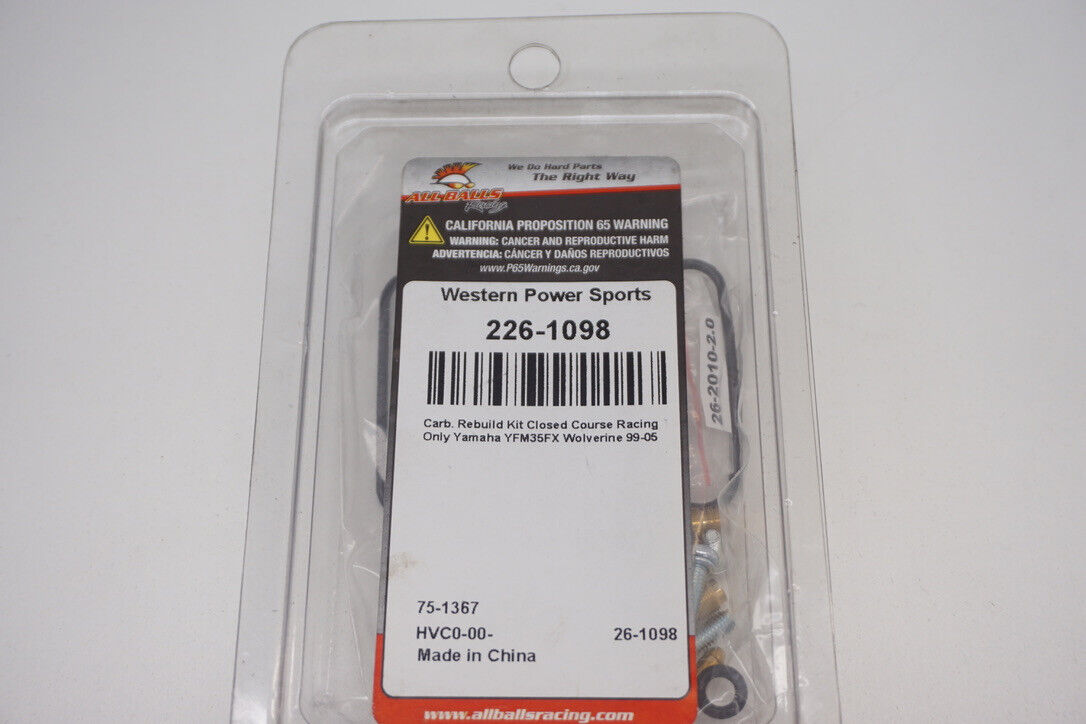 We Do Hard Parts
The Right Way
ALL BALLS
Racing
CALIFORNIA PROPOSITION 65 WARNING
WARNING: CANCER AND REPRODUCTIVE HARM
ADVERTENCIA: CÁNCER Y DAÑOS REPRODUCTIVOS
www.P65Warnings.ca.gov
Western Power Sports
226-1098
Carb. Rebuild Kit Closed Course Racing
Only Yamaha YFM35FX Wolverine 99-05
26-2010-2.0
75-1367
HVC0-00-
26-1098
Made in China
www.allballsracing.com